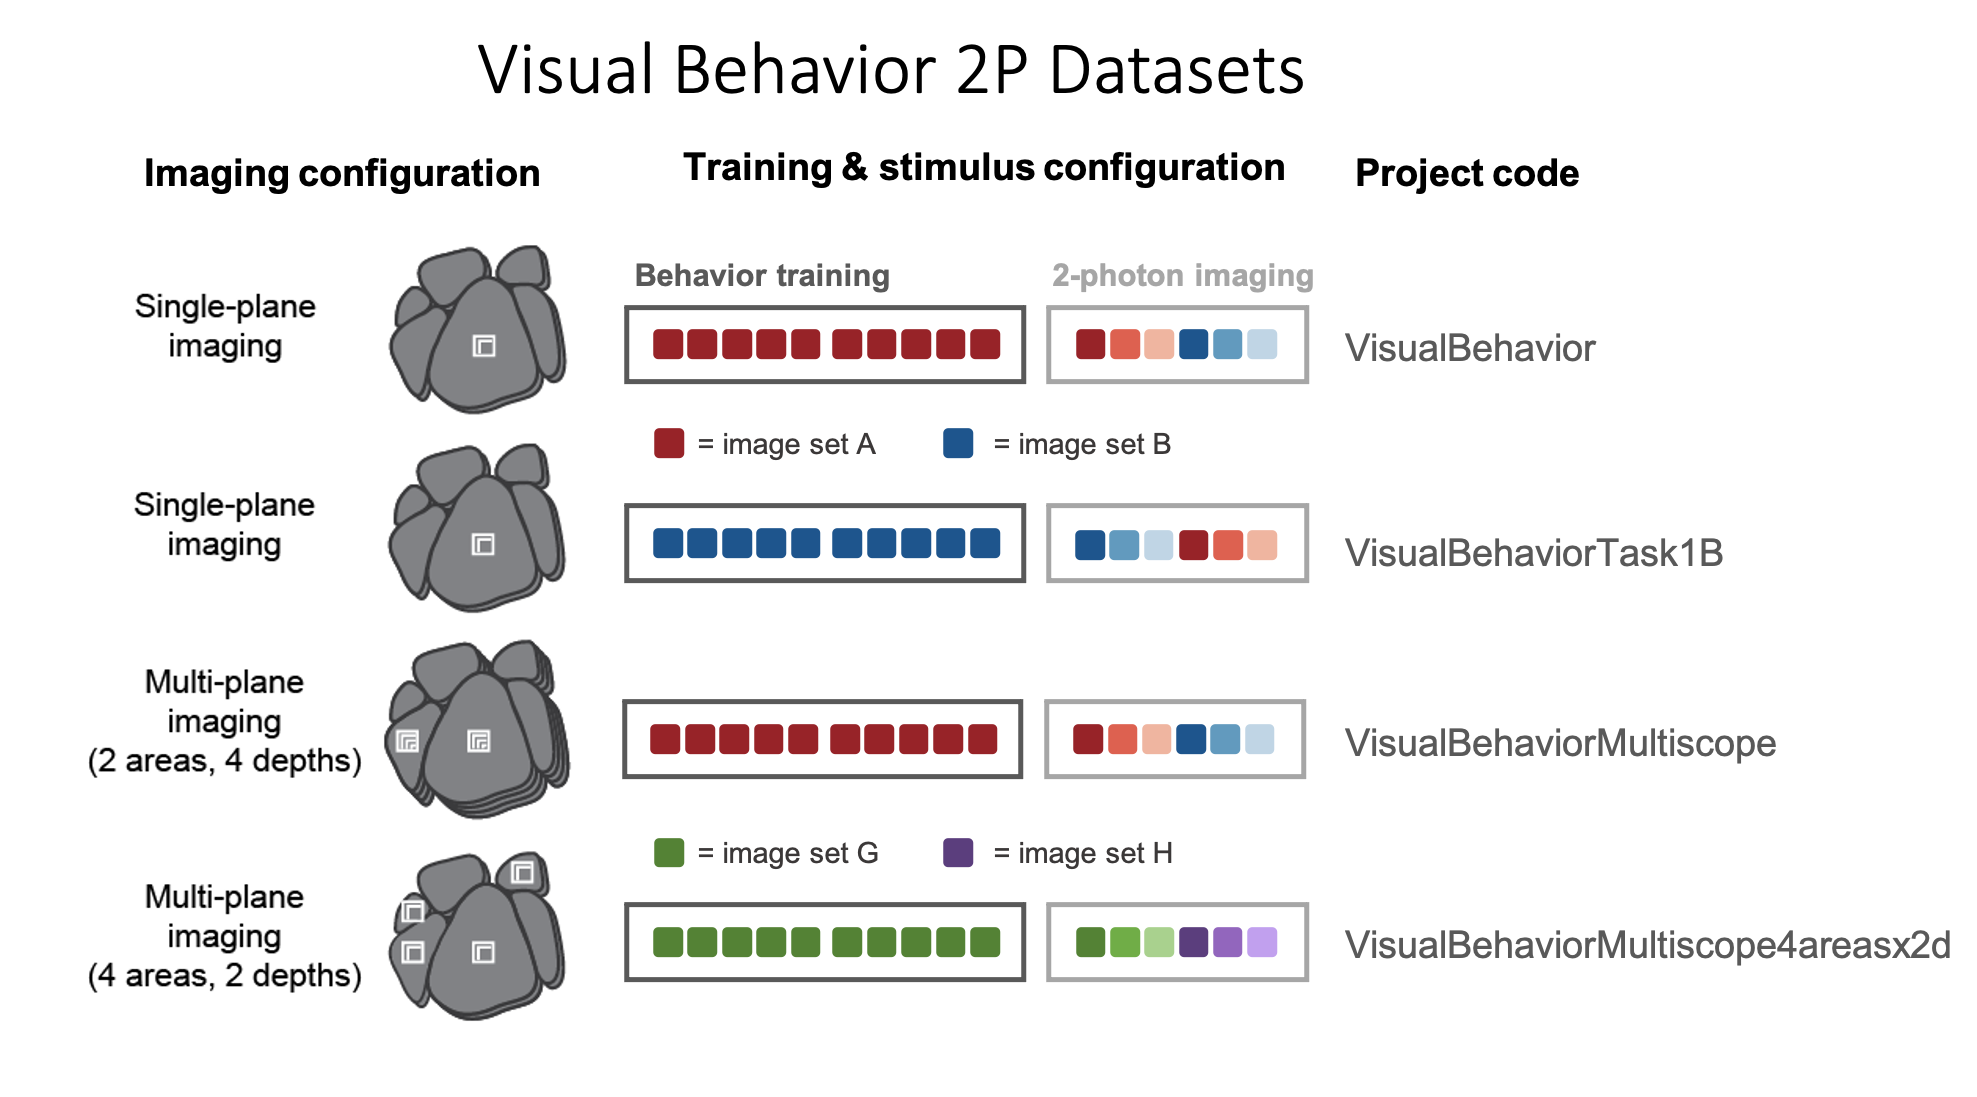 Visual Behavior 2P Datasets
Imaging configuration
Training & stimulus configuration
Project code
Behavior training
2-photon imaging
Single-plane
imaging
VisualBehavior
= image set A
= image set B
Single-plane
imaging
VisualBehaviorTask1B
Multi-plane
imaging
(2 areas, 4 depths)
VisualBehaviorMultiscope
= image set G
= image set H
Multi-plane
imaging
(4 areas, 2 depths)
VisualBehaviorMultiscope4areasx2d